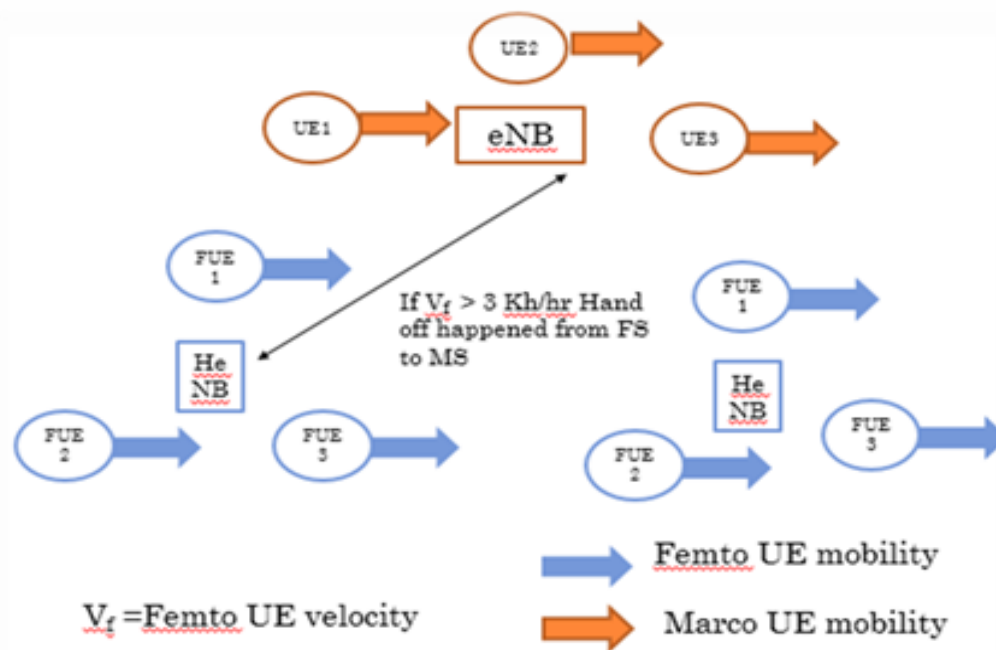 UE2
UE1
eNB
UE3
FUE
1
FUE
1
If Vf > 3 Kh/hr Hand
off happened from FS
to MS
He
NB
He
NB
FUE
2
FUE
3
FUE
3
FUE
2
Femto UE mobility
Vf =Femto UE velocity
Marco UE mobility